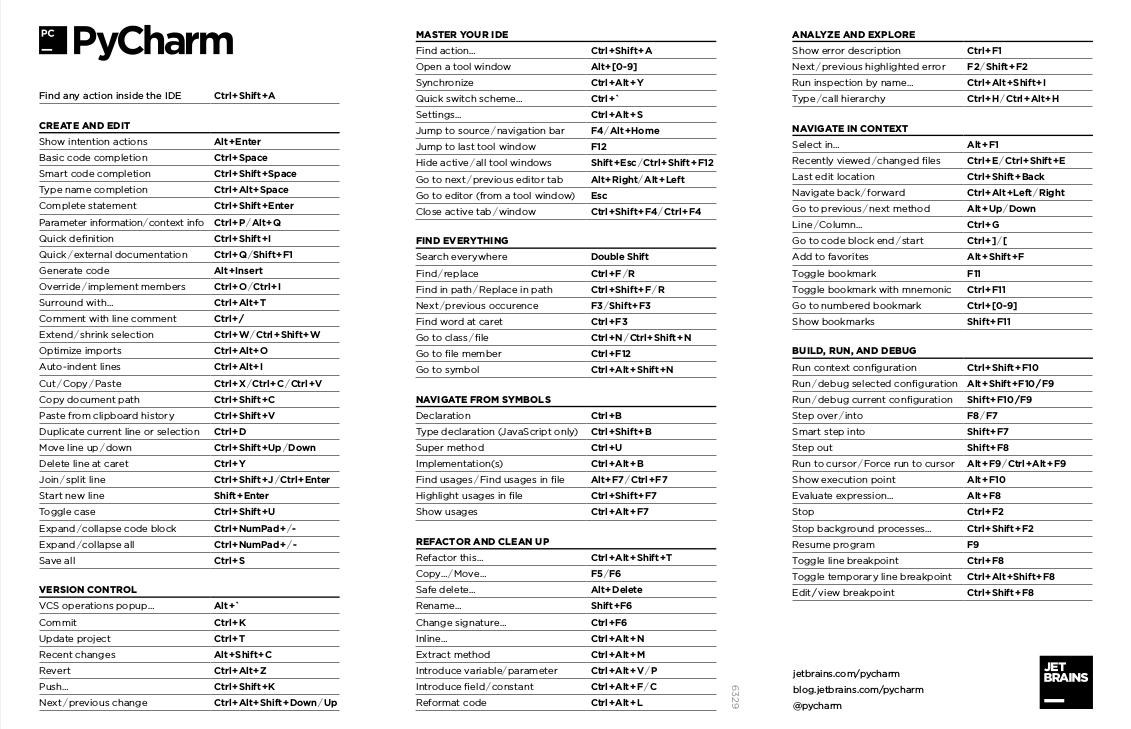 PC
PyCharm
Find any action inside the IDE Ctrl+Shift+A
CREATE AND EDIT
Show intention actions Alt+Enter
Basic code completion Ctrl+Space
Smart code completion Ctrl+Shift+Space
Type name completion Ctrl+Alt+Space
Complete statement Ctrl+Shift+Enter
Parameter information/context info Ctrl+P/Alt+Q
Quick definition Ctrl+Shift+I
Quick/external documentation Ctrl+Q/Shift+F1
Generate code Alt+Insert
Override/implement members Ctrl+O/Ctrl+I
Surround with… Ctrl+Alt+T
Comment with line comment Ctrl+/
Extend/shrink selection Ctrl+W/Ctrl+Shift+W
Optimize imports Ctrl+Alt+O
Auto-indent lines Ctrl+Alt+I
Cut/Copy/Paste Ctrl+X/Ctrl+C/Ctrl+V
Copy document path Ctrl+Shift+C
Paste from clipboard history Ctrl+Shift+V
Duplicate current line or selection Ctrl+D
Move line up/down Ctrl+Shift+Up/Down
Delete line at caret Ctrl+Y
Join/split line Ctrl+Shift+J/Ctrl+Enter
Start new line Shift+Enter
Toggle case Ctrl+Shift+U
Expand/collapse code block Ctrl+NumPad+/-
Expand/collapse all Ctrl+NumPad+/-
Save all Ctrl+S
VERSION CONTROL
VCS operations popup… Alt+`
Commit Ctrl+K
Update project Ctrl+T
Recent changes Alt+Shift+C
Revert Ctrl+Alt+Z
Push… Ctrl+Shift+K
Next/previous change Ctrl+Alt+Shift+Down/Up
MASTER YOUR IDE
Find action… Ctrl+Shift+A
Open a tool window Alt+[0-9]
Synchronize Ctrl+Alt+Y
Quick switch scheme… Ctrl+`
Settings… Ctrl+Alt+S
Jump to source/navigation bar F4/Alt+Home
Jump to last tool window F12
Hide active/all tool windows Shift+Esc/Ctrl+Shift+F12
Go to next/previous editor tab Alt+Right/Alt+Left
Go to editor (from a tool window) Esc
Close active tab/window Ctrl+Shift+F4/Ctrl+F4
FIND EVERYTHING
Search everywhere Double Shift
Find/replace Ctrl+F/R
Find in path/Replace in path Ctrl+Shift+F/R
Next/previous occurence F3/Shift+F3
Find word at caret Ctrl+F3
Go to class/file Ctrl+N/Ctrl+Shift+N
Go to file member Ctrl+F12
Go to symbol Ctrl+Alt+Shift+N
NAVIGATE FROM SYMBOLS
Declaration Ctrl+B
Type declaration (JavaScript only) Ctrl+Shift+B
Super method Ctrl+U
Implementation(s) Ctrl+Alt+B
Find usages/Find usages in file Alt+F7/Ctrl+F7
Highlight usages in file Ctrl+Shift+F7
Show usages Ctrl+Alt+F7
REFACTOR AND CLEAN UP
Refactor this… Ctrl+Alt+Shift+T
Copy…/Move… F5/F6
Safe delete… Alt+Delete
Rename… Shift+F6
Change signature… Ctrl+F6
Inline… Ctrl+Alt+N
Extract method Ctrl+Alt+M
Introduce variable/parameter Ctrl+Alt+V/P
Introduce field/constant Ctrl+Alt+F/C
Reformat code Ctrl+Alt+L
6329
ANALYZE AND EXPLORE
Show error description Ctrl+F1
Next/previous highlighted error F2/Shift+F2
Run inspection by name… Ctrl+Alt+Shift+I
Type/call hierarchy Ctrl+H/Ctrl+Alt+H
NAVIGATE IN CONTEXT
Select in… Alt+F1
Recently viewed/changed files Ctrl+E/Ctrl+Shift+E
Last edit location Ctrl+Shift+Back
Navigate back/forward Ctrl+Alt+Left/Right
Go to previous/next method Alt+Up/Down
Line/Column… Ctrl+G
Go to code block end/start Ctrl+]/[
Add to favorites Alt+Shift+F
Toggle bookmark F11
Toggle bookmark with mnemonic Ctrl+F11
Go to numbered bookmark Ctrl+[0-9]
Show bookmarks Shift+F11
BUILD, RUN, AND DEBUG
Run context configuration Ctrl+Shift+F10
Run/debug selected configuration Alt+Shift+F10/F9
Run/debug current configuration Shift+F10/F9
Step over/into F8/F7
Smart step into Shift+F7
Step out Shift+F8
Run to cursor/Force run to cursor Alt+F9/Ctrl+Alt+F9
Show execution point Alt+F10
Evaluate expression… Alt+F8
Stop Ctrl+F2
Stop background processes… Ctrl+Shift+F2
Resume program F9
Toggle line breakpoint Ctrl+F8
Toggle temporary line breakpoint Ctrl+Alt+Shift+F8
Edit/view breakpoint Ctrl+Shift+F8
jetbrains.com/pycharm
blog.jetbrains.com/pycharm
@pycharm
JET
BRAINS